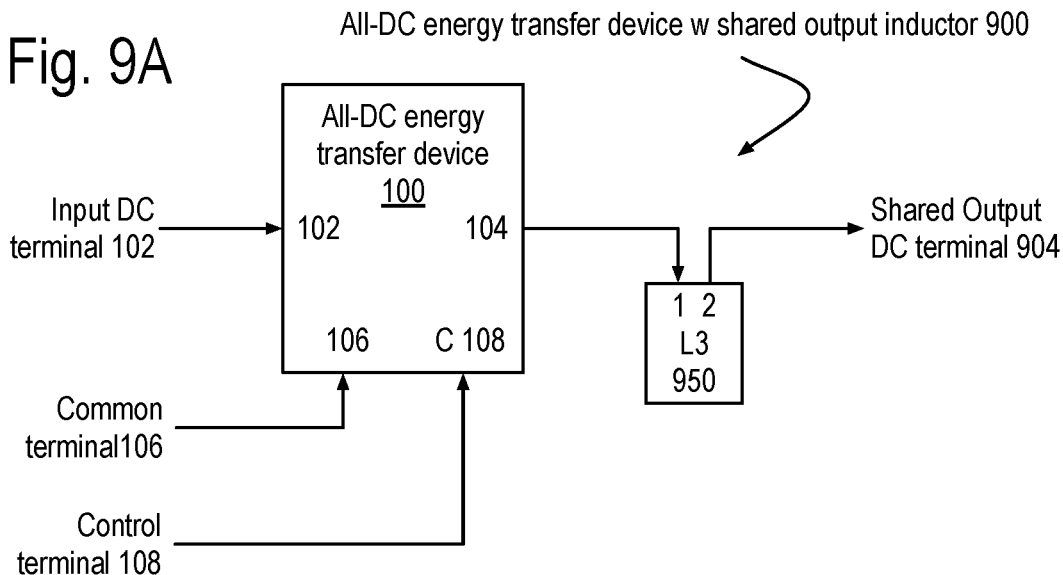 All-DC energy transfer device w shared output inductor 900
Fig. 9A
All-DC energy
transfer device
100
Input DC
terminal 102
102
104
Shared Output
DC terminal 904
1 2
L3
950
106
C 108
Common
terminal106
Control
terminal 108